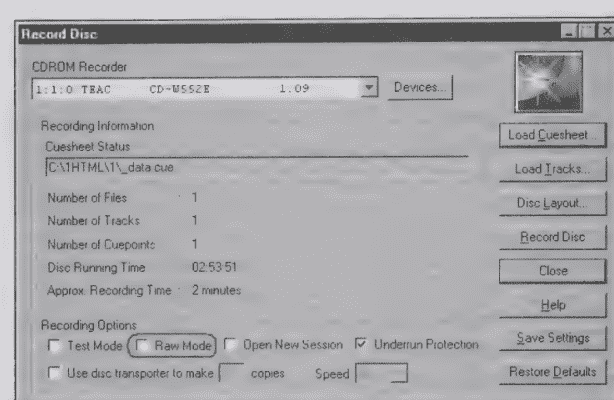 Record Disc
CDROM Recorder
1:1:0 TEAC CD-W552E 1.09
Devices...
Recording Information
Cuesheet Status
C:\1HTML\1\_data.cue
Number of Files 1
Number of Tracks 1
Number of Cuepoints 1
Disc Running Time 02:53:51
Approx. Recording Time 2 minutes
Recording Options
Test Mode Raw Mode Open New Session Underrun Protection
Use disc transporter to make copies Speed
Load Cuesheet...
Load Tracks...
Disc Layout...
Record Disc
Close
Help
Save Settings
Restore Defaults